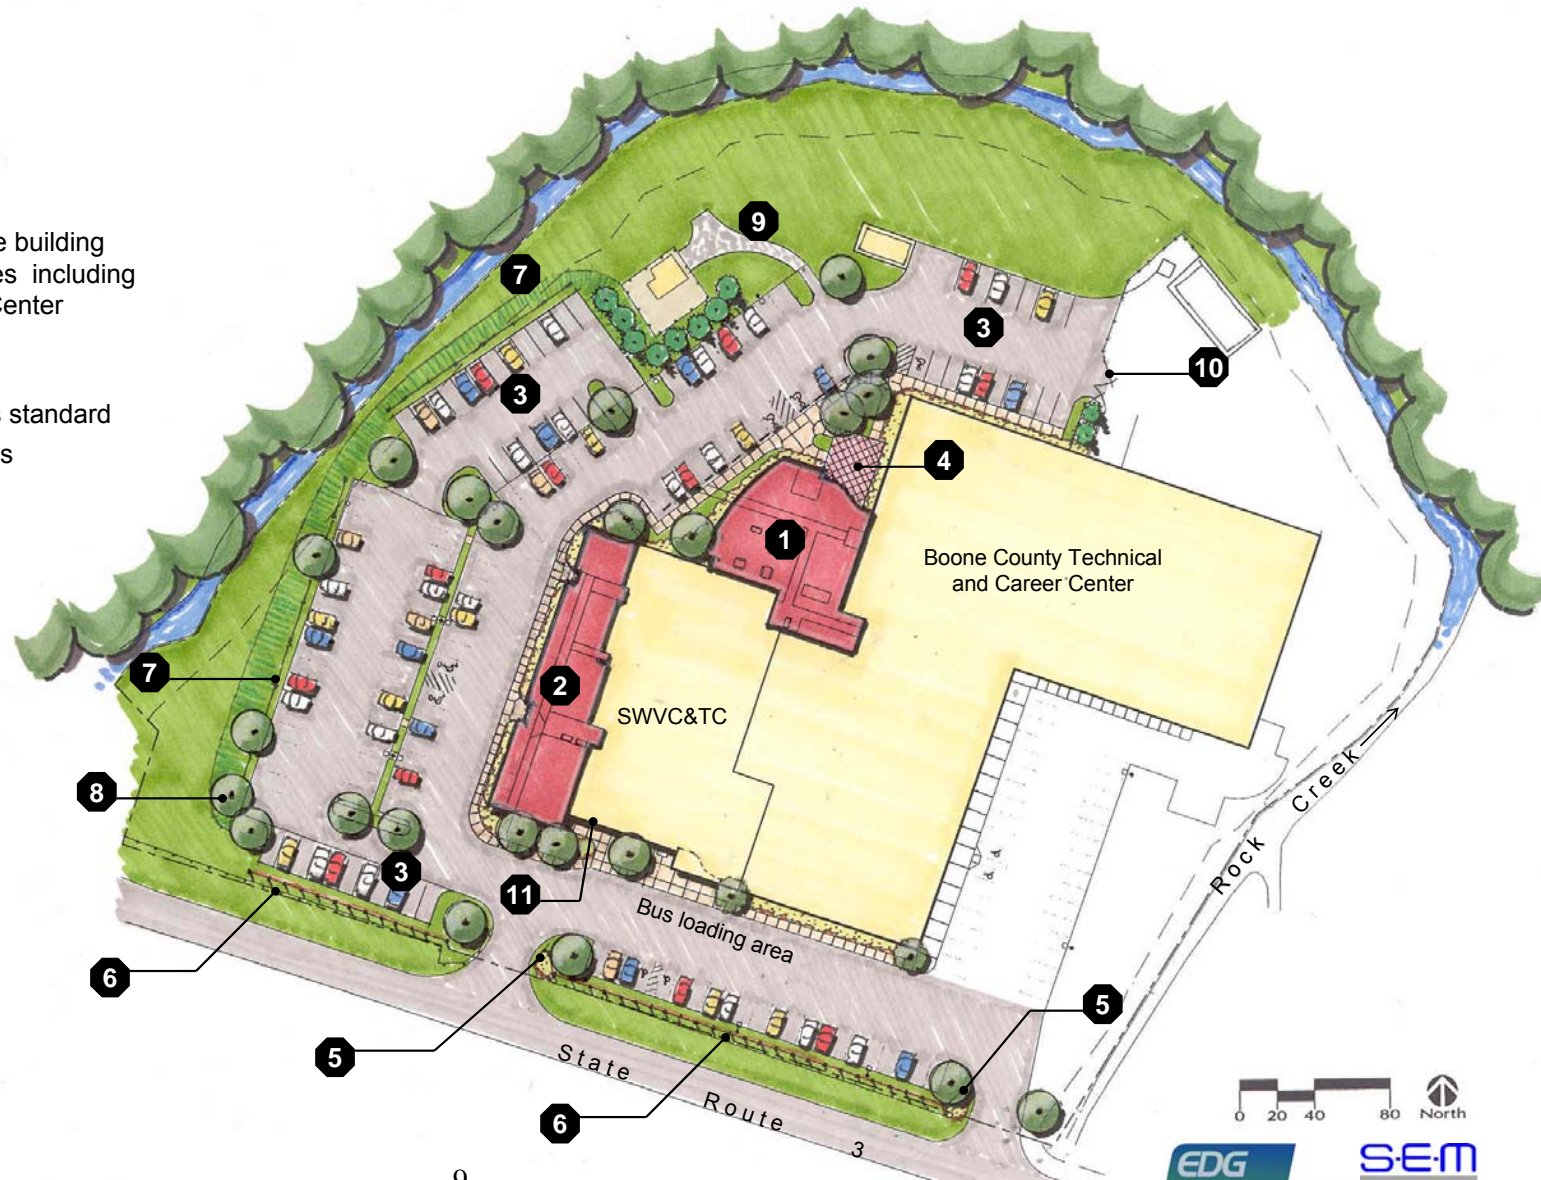 e building
es including
Center
s standard
s
9
7
3
10
3
4
1
Boone County Technical
and Career Center
7
2
SWVC&TC
8
3
11
Bus loading area
Rock Creek
6
5
5
State Route 3
6
0 20 40 80
North
EDG
S·E·M
9